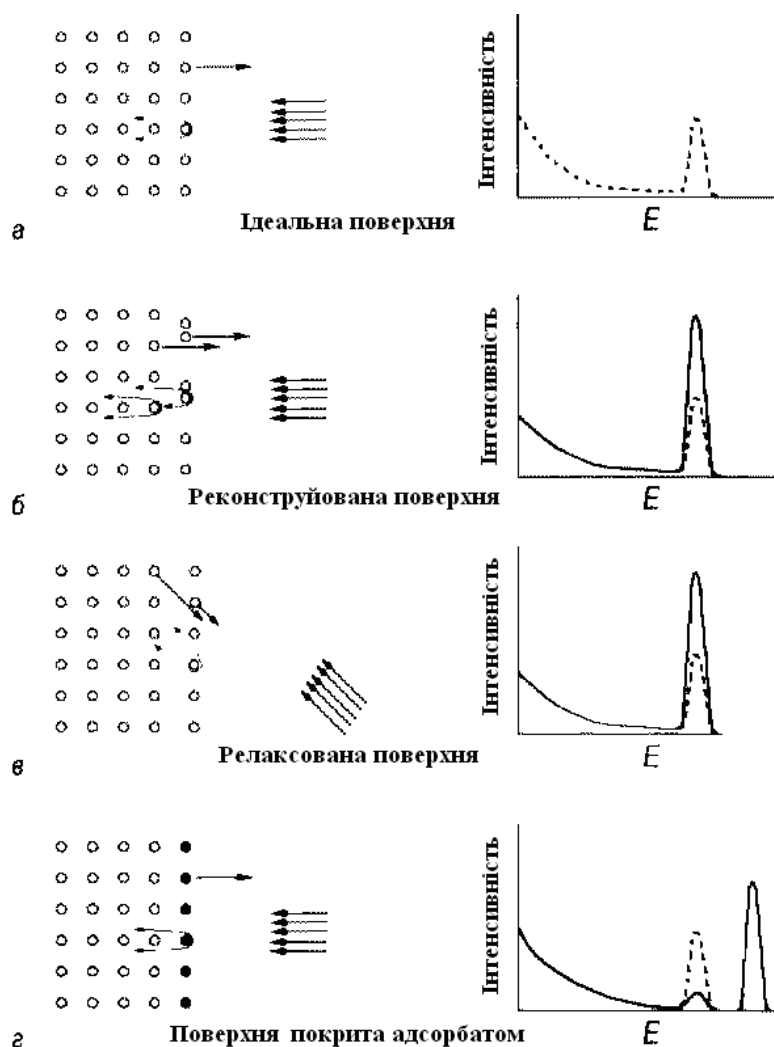 Інтенсивність
E
а
Ідеальна поверхня
Інтенсивність
E
б
Реконструйована поверхня
Інтенсивність
E
в
Релаксована поверхня
Інтенсивність
E
г
Поверхня покрита адсорбатом